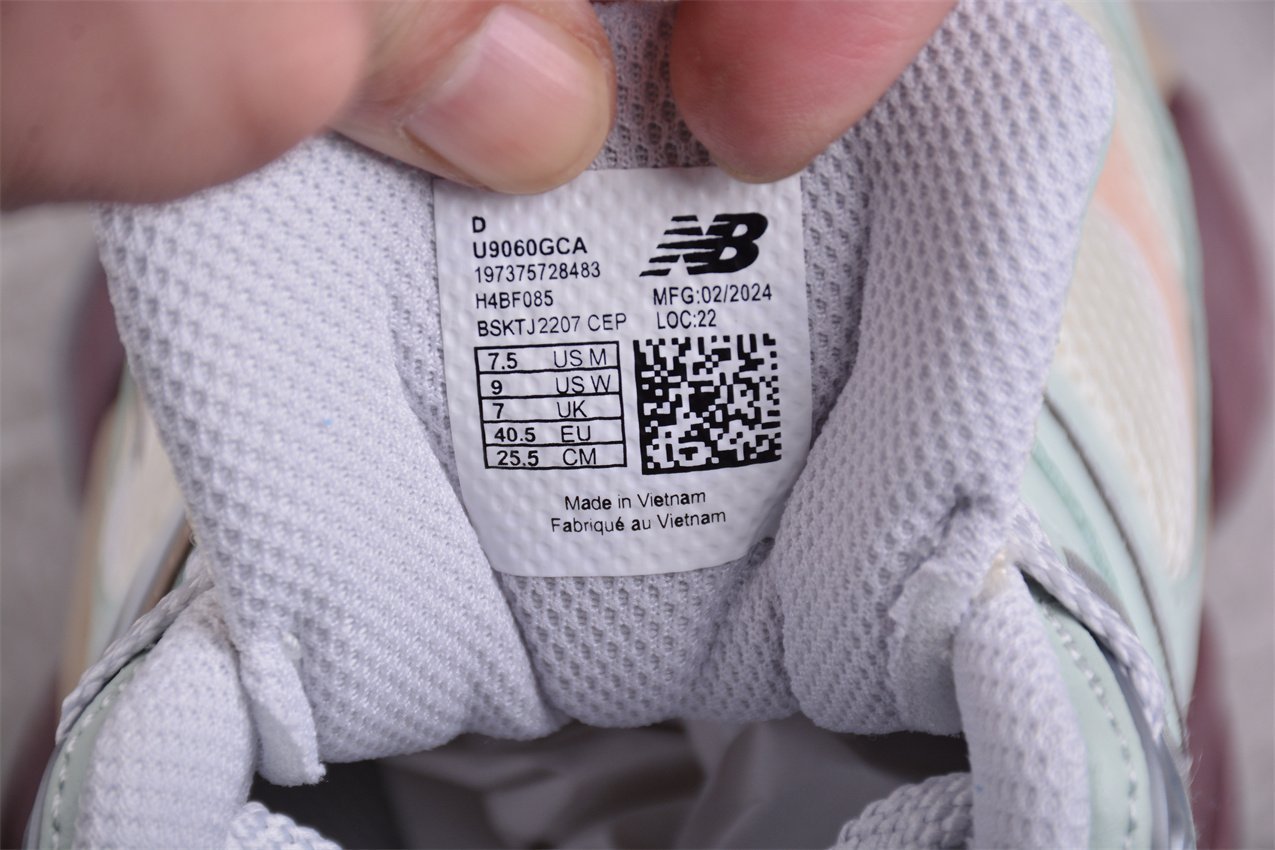 D
U9060GCA
197375728483
H4BF085
BSKTJ2207 CEP
NB
MFG:02/2024
LOC:22
7.5 US M
9 US W
7 UK
40.5 EU
25.5 CM
Made in Vietnam
Fabriqué au Vietnam